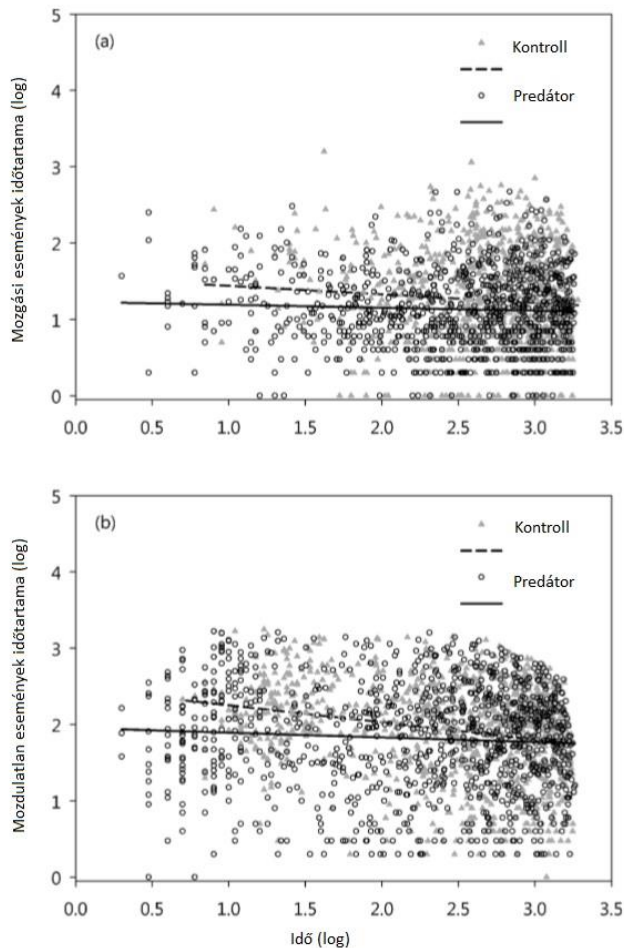 (a)
Kontroll
Predátor
Mozgási események időtartama (log)
5
4
3
2
1
0
0.0 0.5 1.0 1.5 2.0 2.5 3.0 3.5
(b)
Kontroll
Predátor
Mozdulatlan események időtartama (log)
5
4
3
2
1
0
0.0 0.5 1.0 1.5 2.0 2.5 3.0 3.5
Idő (log)